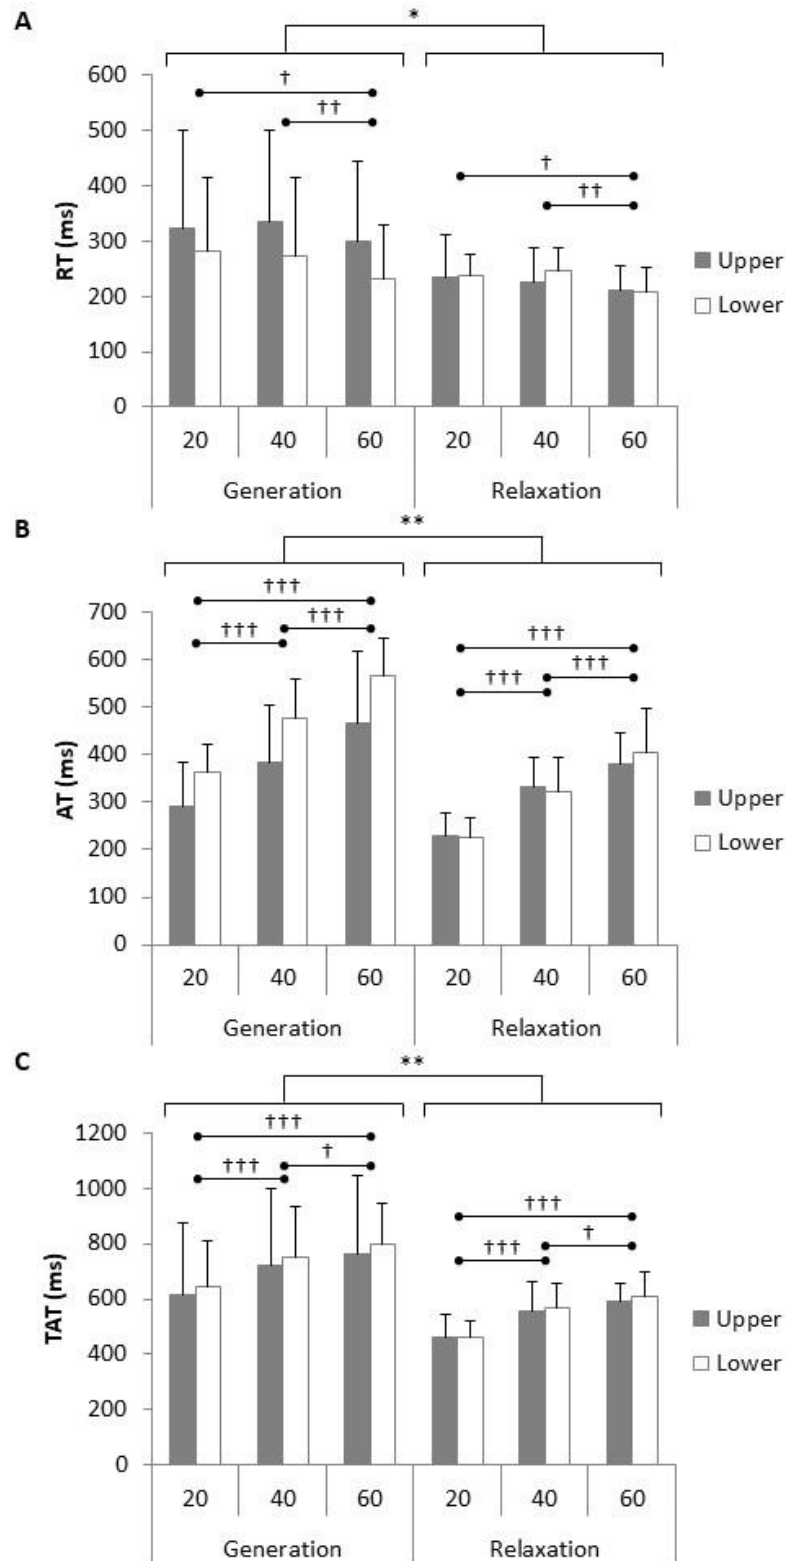 A
*
600
†
500
††
400
†
††
300
RT (ms)
Upper
200
Lower
100
0
20 40 60 20 40 60
Generation Relaxation
B
**
†††
700
††† †††
†††
600
††† †††
500
400
AT (ms)
300
Upper
200
Lower
100
0
20 40 60 20 40 60
Generation Relaxation
C
**
†††
1200
†
†††
1000
†††
††† †
800
TAT (ms)
600
Upper
400
Lower
200
0
20 40 60 20 40 60
Generation Relaxation